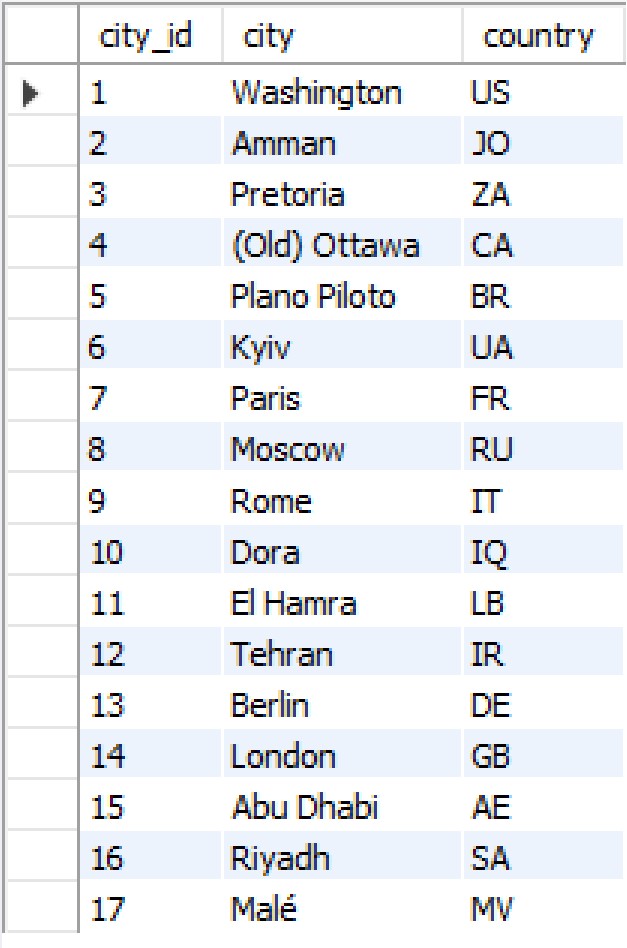 city_id city country
1 Washington US
2 Amman JO
3 Pretoria ZA
4 (Old) Ottawa CA
5 Plano Piloto BR
6 Kyiv UA
7 Paris FR
8 Moscow RU
9 Rome IT
10 Dora IQ
11 El Hamra LB
12 Tehran IR
13 Berlin DE
14 London GB
15 Abu Dhabi AE
16 Riyadh SA
17 Malé MV